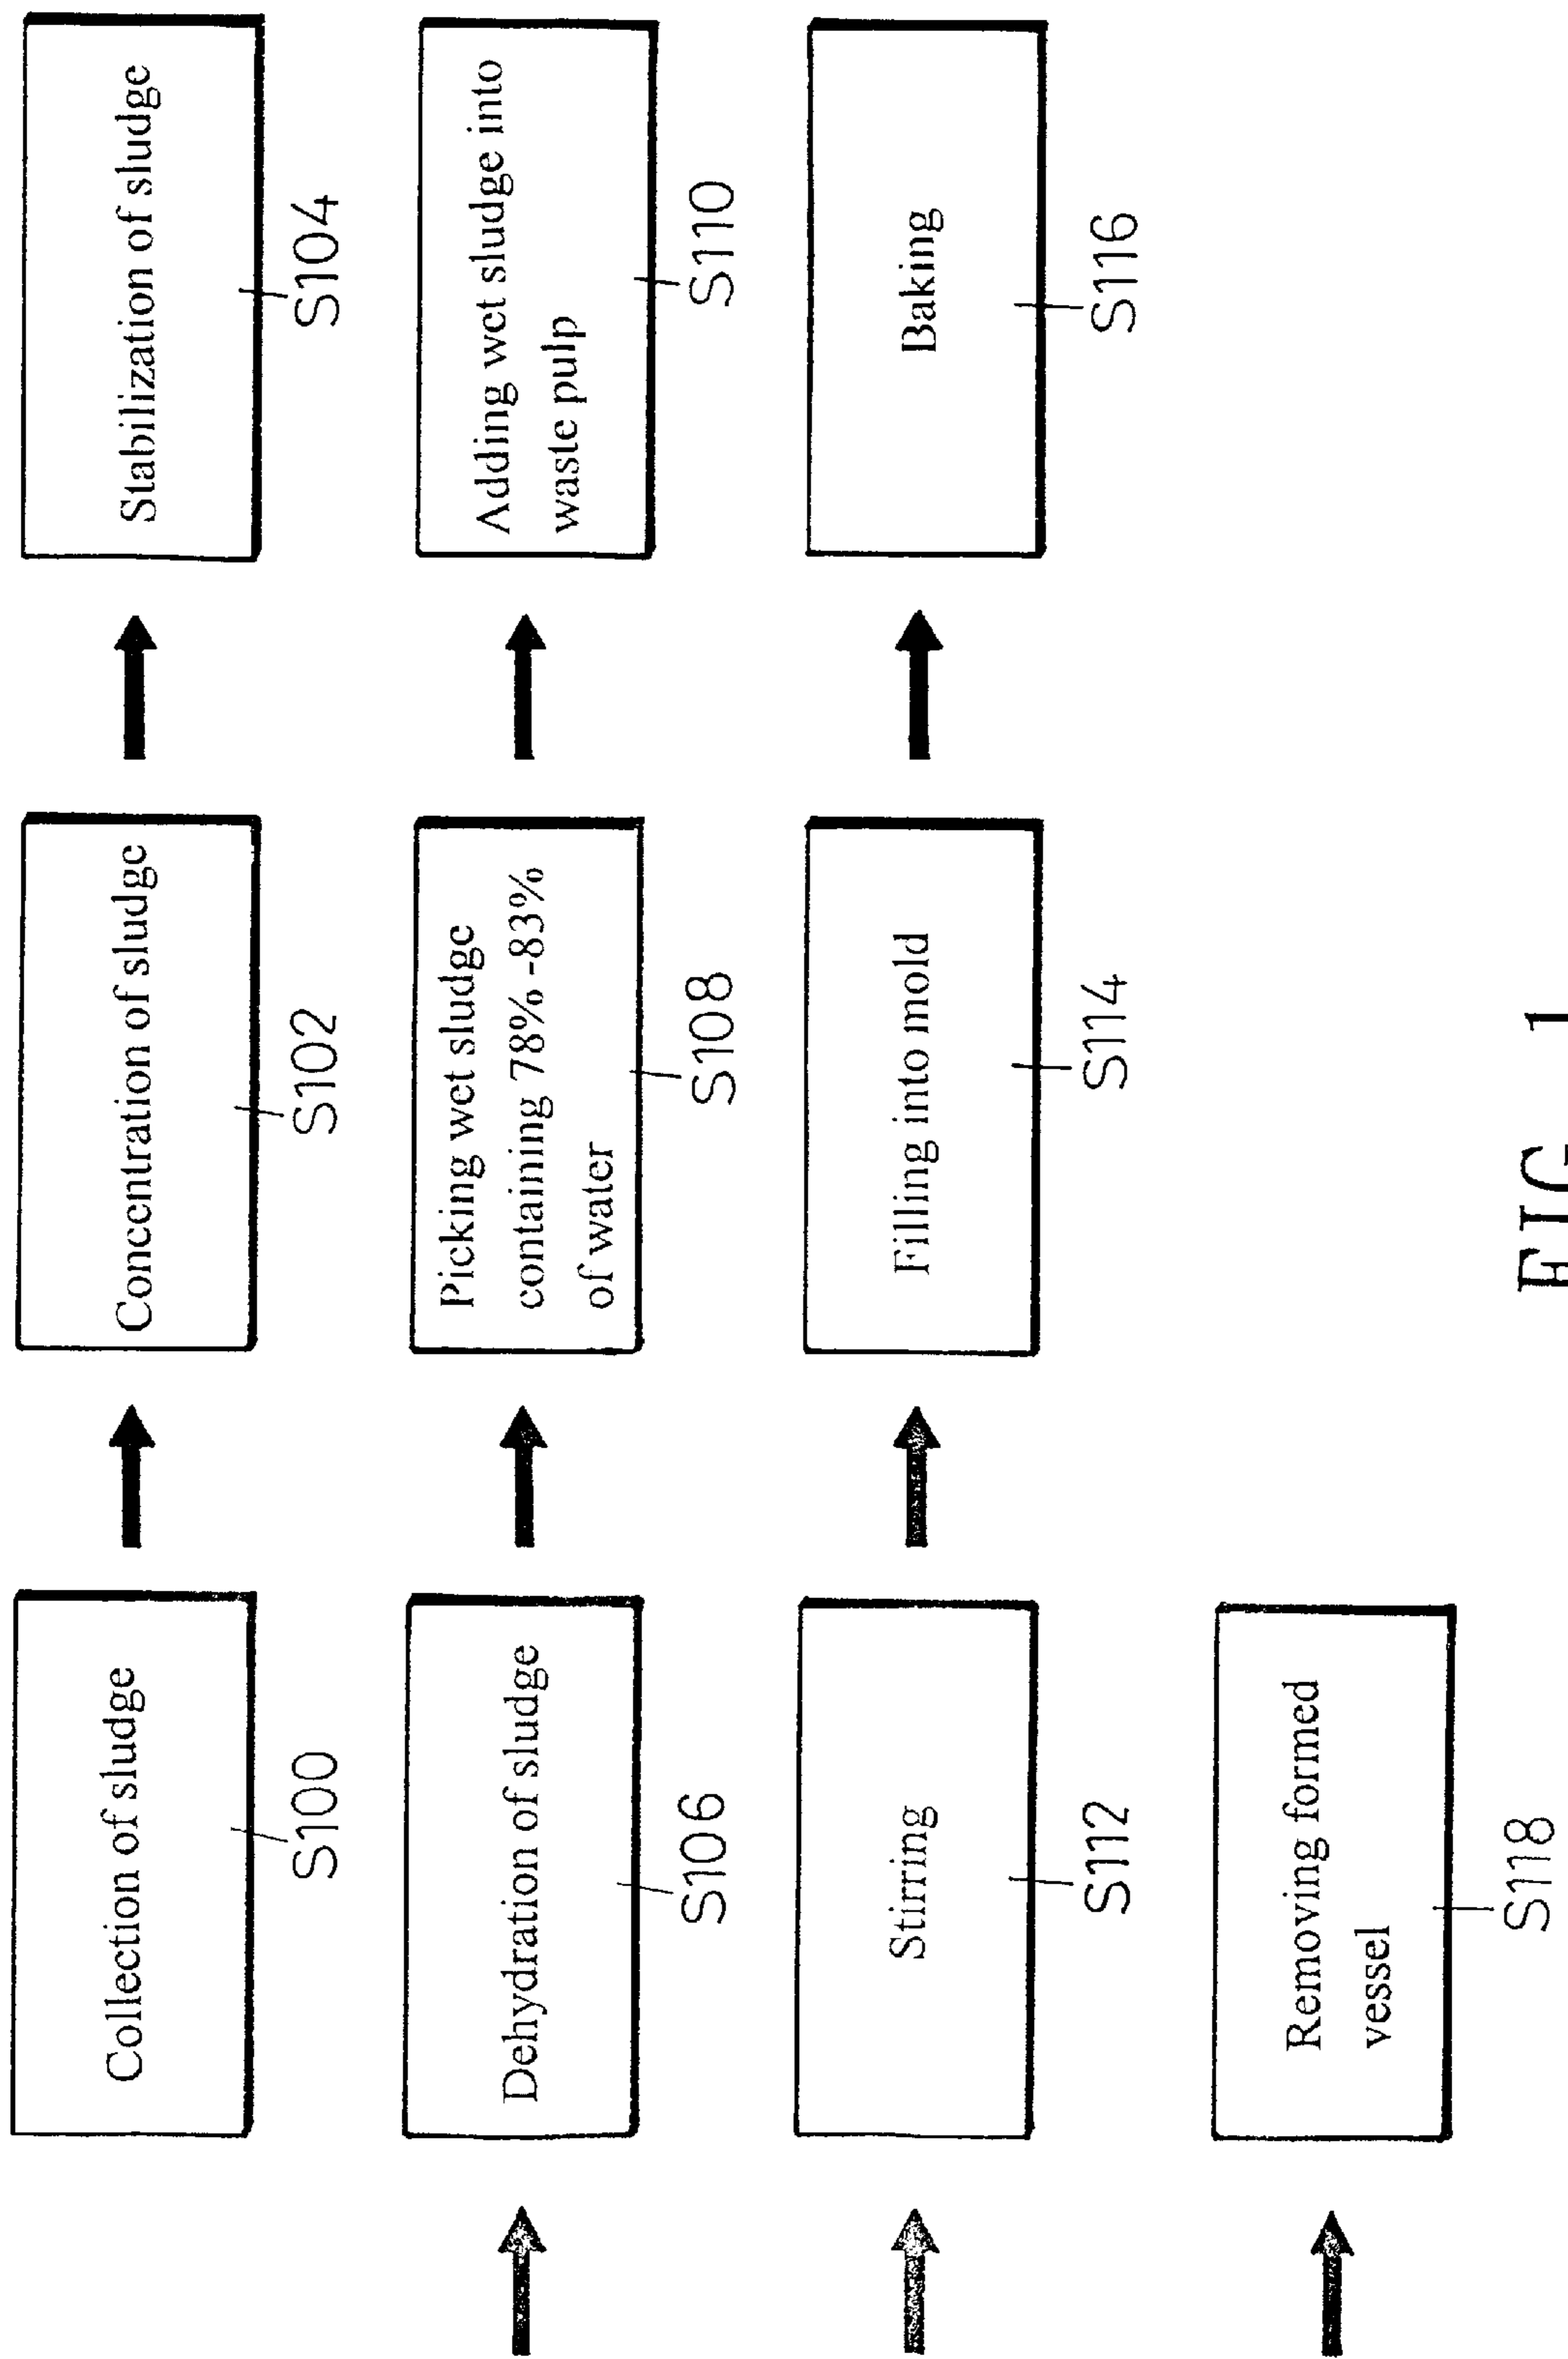 Collection of sludge
S100
Concentration of sludge
S102
Stabilization of sludge
S104
Dehydration of sludge
S106
Picking wet sludge
containing 78% -83%
of water
S108
Adding wet sludge into
waste pulp
S110
Stirring
S112
Filling into mold
S114
Baking
S116
Removing formed
vessel
S118
FIG 1